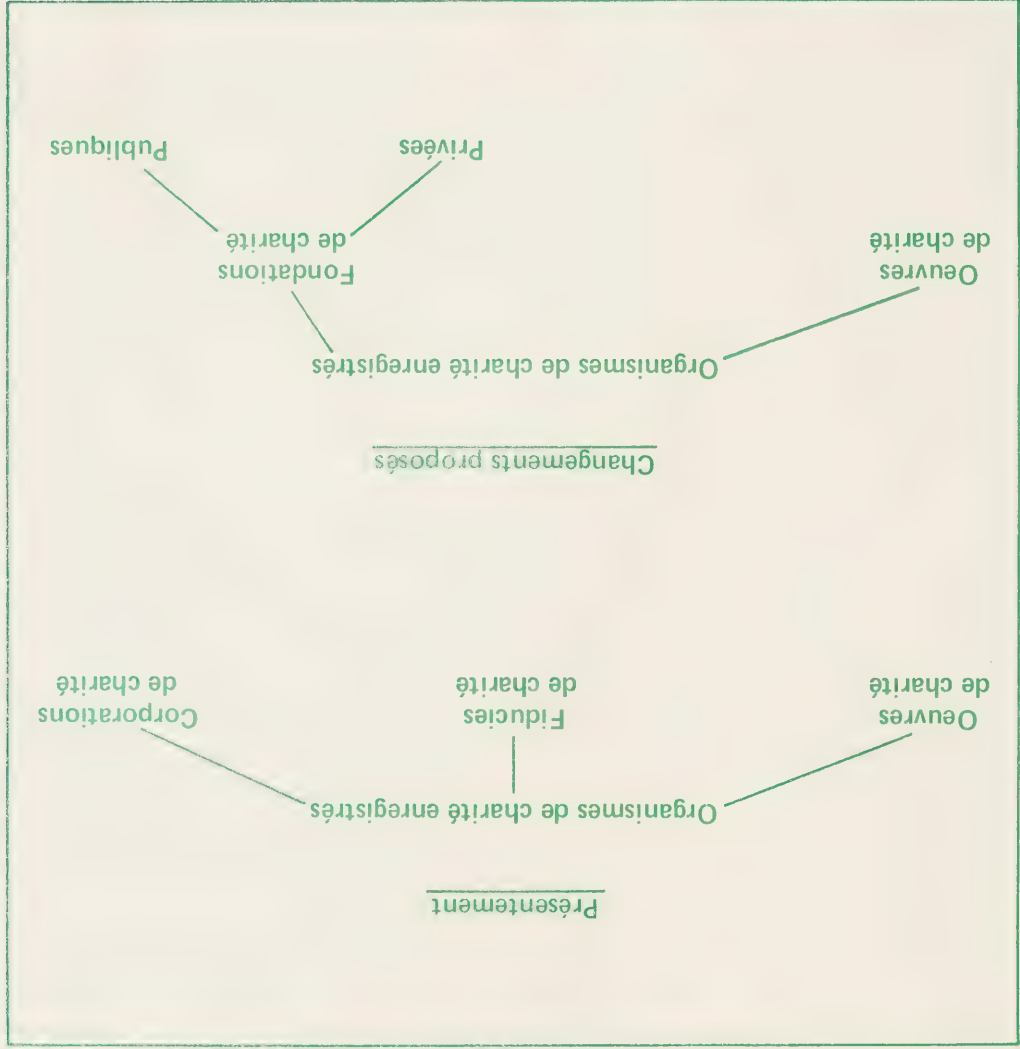 Présentement
Organismes de charité enregistrés
Oeuvres
de charité
Fiducies
de charité
Corporations
de charité
Changements proposés
Organismes de charité enregistrés
Oeuvres
de charité
Fondations
de charité
Privées
Publiques